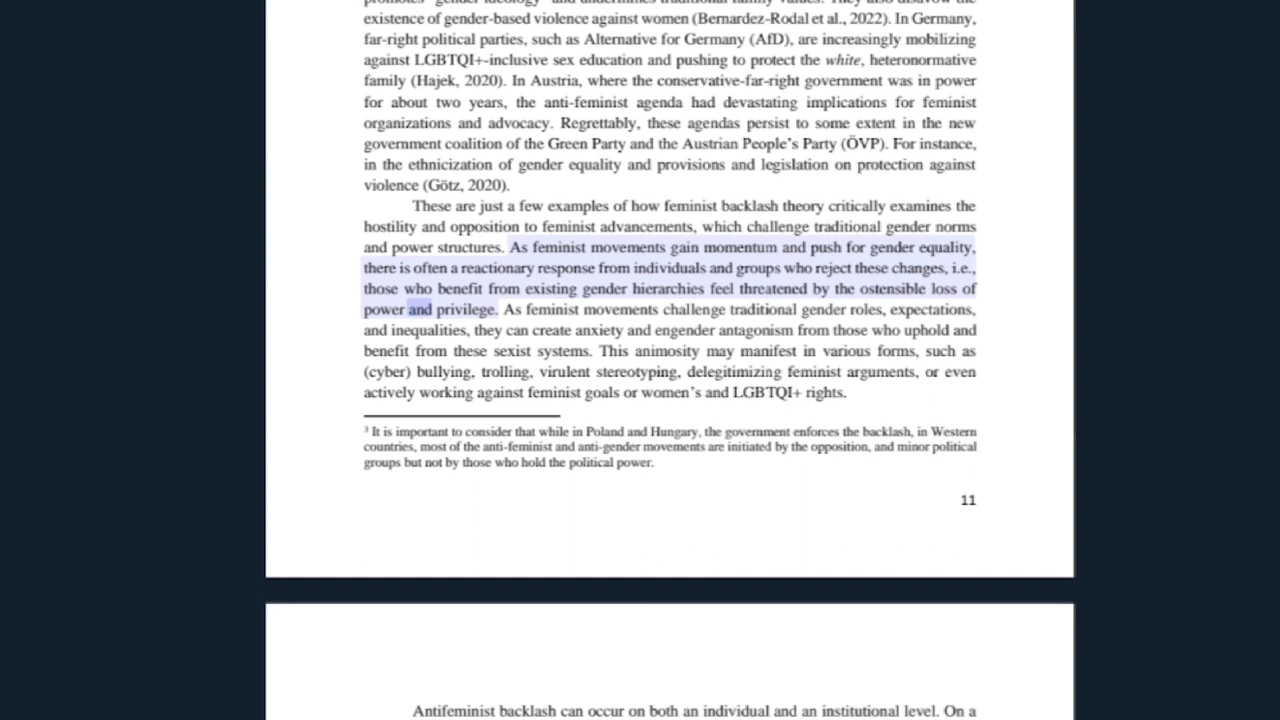 promotes "gender ideology" and undermines traditional family values. They also disavow the
existence of gender-based violence against women (Bernardez-Rodal et al., 2022). In Germany,
far-right political parties, such as Alternative for Germany (AfD), are increasingly mobilizing
against LGBTQI+-inclusive sex education and pushing to protect the white, heteronormative
family (Hajek, 2020). In Austria, where the conservative-far-right government was in power
for about two years, the anti-feminist agenda had devastating implications for feminist
organizations and advocacy. Regrettably, these agendas persist to some extent in the new
government coalition of the Green Party and the Austrian People's Party (ÖVP). For instance,
in the ethnicization of gender equality and provisions and legislation on protection against
violence (Götz, 2020).
These are just a few examples of how feminist backlash theory critically examines the
hostility and opposition to feminist advancements, which challenge traditional gender norms
and power structures. As feminist movements gain momentum and push for gender equality,
there is often a reactionary response from individuals and groups who reject these changes, i.e.,
those who benefit from existing gender hierarchies feel threatened by the ostensible loss of
power and privilege. As feminist movements challenge traditional gender roles, expectations,
and inequalities, they can create anxiety and engender antagonism from those who uphold and
benefit from these sexist systems. This animosity may manifest in various forms, such as
(cyber) bullying, trolling, virulent stereotyping, delegitimizing feminist arguments, or even
actively working against feminist goals or women's and LGBTQI+ rights.
³ It is important to consider that while in Poland and Hungary, the government enforces the backlash, in Western
countries, most of the anti-feminist and anti-gender movements are initiated by the opposition, and minor political
groups but not by those who hold the political power.
11
Antifeminist backlash can occur on both an individual and an institutional level. On a